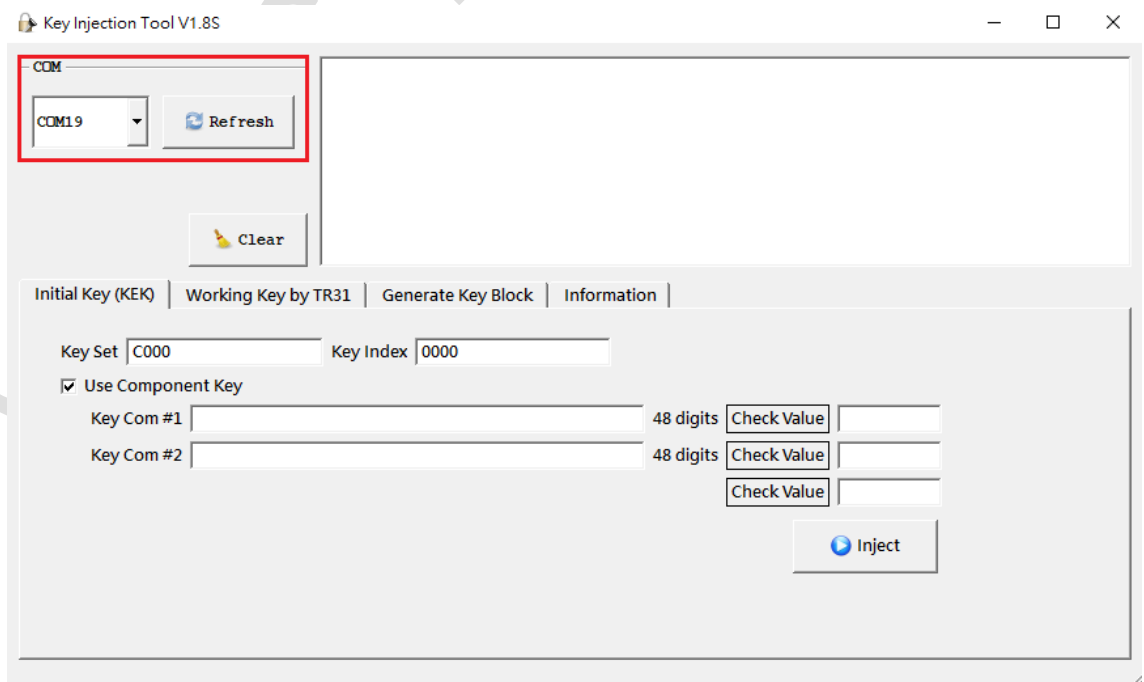 Key Injection Tool V1.8S
COM
COM19 Refresh
Clear
Initial Key (KEK) Working Key by TR31 Generate Key Block Information
Key Set C000 Key Index 0000
Use Component Key
Key Com #1 48 digits Check Value
Key Com #2 48 digits Check Value
Check Value
Inject